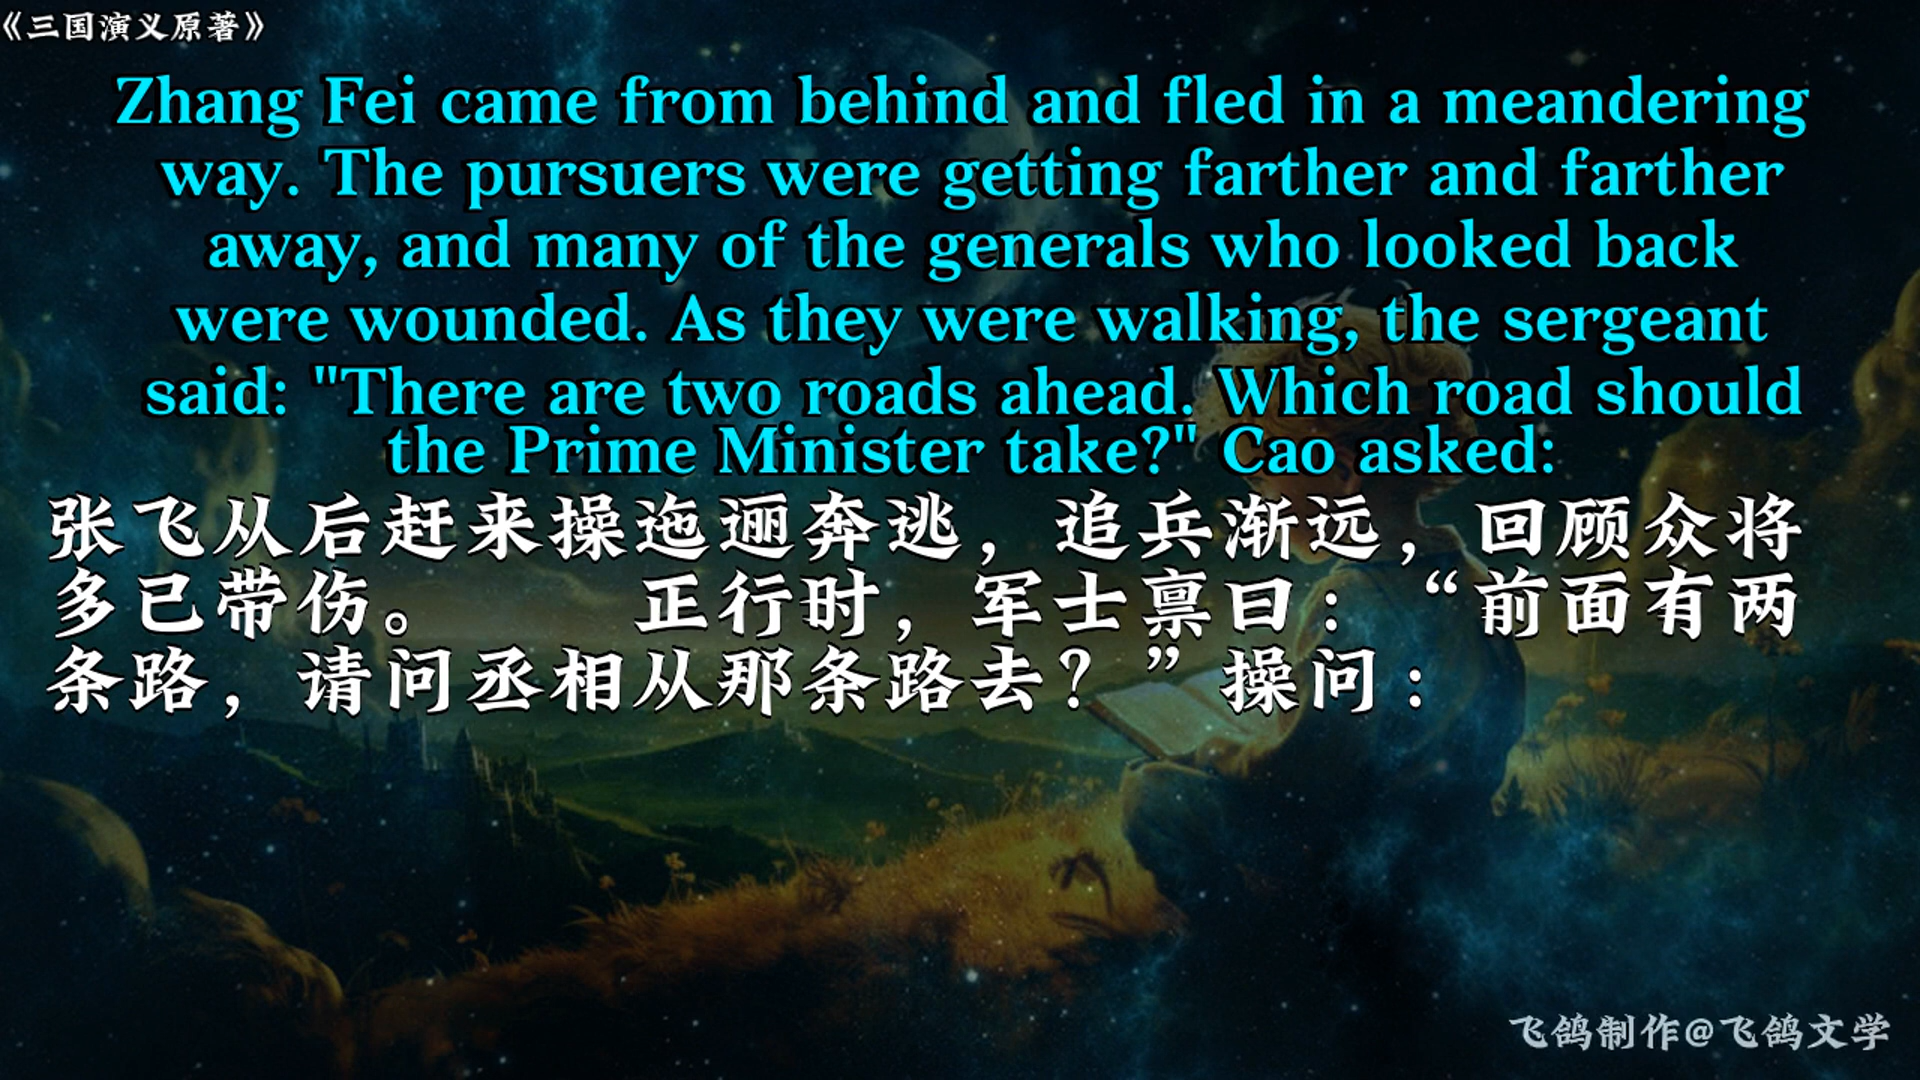 《三国演义原著》
Zhang Fei came from behind and fled in a meandering
way. The pursuers were getting farther and farther
away, and many of the generals who looked back
were wounded. As they were walking, the sergeant
said: "There are two roads ahead. Which road should
the Prime Minister take?" Cao asked:
张飞从后赶来操迤逦奔逃，追兵渐远，回顾众将
多已带伤。　　正行时，军士禀曰：“前面有两
条路，请问丞相从那条路去？”操问：
飞鸽制作@飞鸽文学